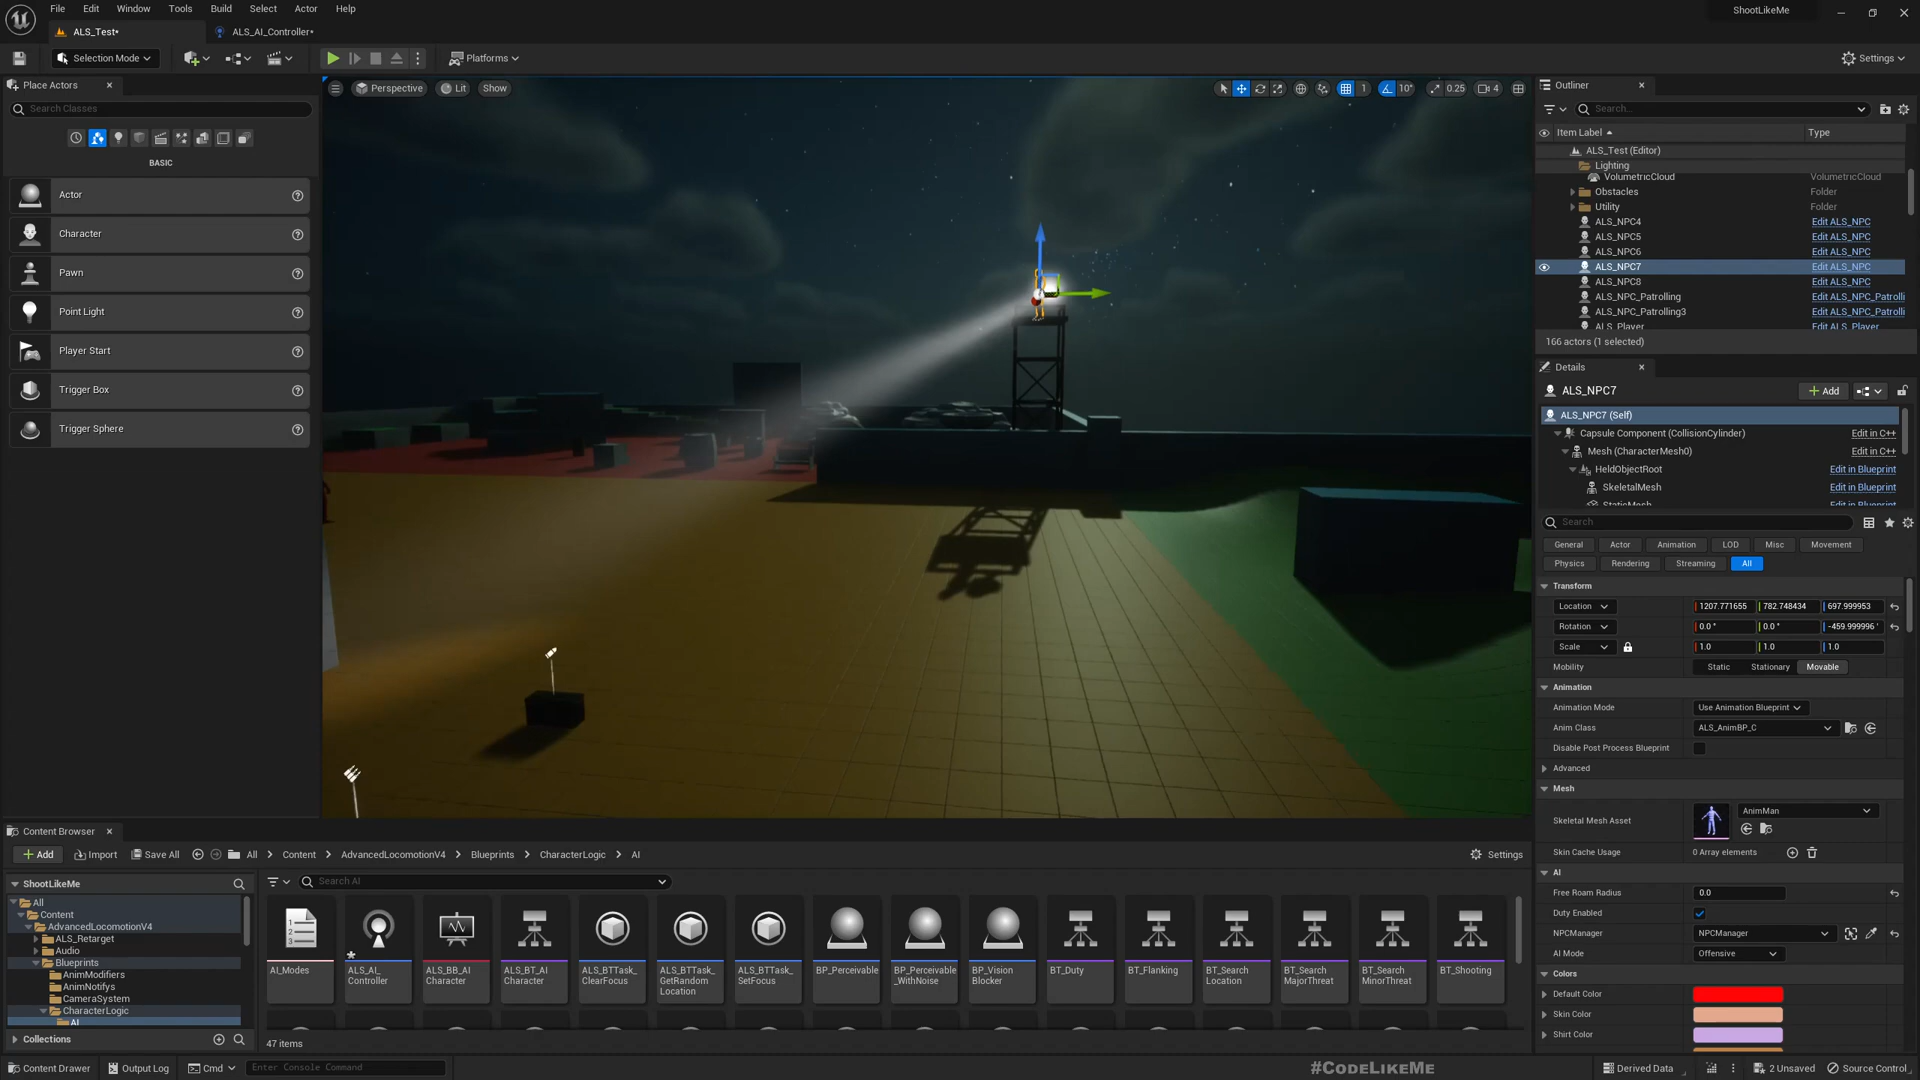 File Edit Window Tools Build Select Actor Help
ShootLikeMe
ALS_Test*
ALS_AI_Controller*
Selection Mode
Platforms
Settings
Place Actors
Search Classes
BASIC
Actor
Character
Pawn
Point Light
Player Start
Trigger Box
Trigger Sphere
Perspective
Lit
Show
1
10°
0.25
4
Outliner
Search...
Item Label
Type
ALS_Test (Editor)
Lighting
VolumetricCloud VolumetricCloud
Obstacles Folder
Utility Folder
ALS_NPC4 Edit ALS_NPC
ALS_NPC5 Edit ALS_NPC
ALS_NPC6 Edit ALS_NPC
ALS_NPC7 Edit ALS_NPC
ALS_NPC8 Edit ALS_NPC
ALS_NPC_Patrolling Edit ALS_NPC_Patrolli
ALS_NPC_Patrolling3 Edit ALS_NPC_Patrolli
ALS_Player Edit ALS_Player
166 actors (1 selected)
Details
ALS_NPC7
Add
ALS_NPC7 (Self)
Capsule Component (CollisionCylinder) Edit in C++
Mesh (CharacterMesh0) Edit in C++
HeldObjectRoot Edit in Blueprint
SkeletalMesh Edit in Blueprint
StaticMesh Edit in Blueprint
Search
General Actor Animation LOD Misc Movement
Physics Rendering Streaming All
Transform
Location 1207.771655 782.748434 697.999953
Rotation 0.0 ° 0.0 ° -459.999996 °
Scale 1.0 1.0 1.0
Mobility Static Stationary Movable
Animation
Animation Mode Use Animation Blueprint
Anim Class ALS_AnimBP_C
Disable Post Process Blueprint
Advanced
Mesh
Skeletal Mesh Asset AnimMan
Skin Cache Usage 0 Array elements
AI
Free Roam Radius 0.0
Duty Enabled
NPCManager NPCManager
AI Mode Offensive
Colors
Default Color
Skin Color
Shirt Color
Content Browser
Add Import Save All All Content AdvancedLocomotionV4 Blueprints CharacterLogic AI
Settings
ShootLikeMe
All
Content
AdvancedLocomotionV4
ALS_Retarget
Audio
Blueprints
AnimModifiers
AnimNotifys
CameraSystem
CharacterLogic
AI
Collections
Search AI
AI_Modes
ALS_AI_
Controller
ALS_BB_AI
Character
ALS_BT_AI
Character
ALS_BTTask_
ClearFocus
ALS_BTTask_
GetRandom
Location
ALS_BTTask_
SetFocus
BP_Perceivable
BP_Perceivable
_WithNoise
BP_Vision
Blocker
BT_Duty
BT_Flanking
BT_Search
Location
BT_Search
MajorThreat
BT_Search
MinorThreat
BT_Shooting
47 items
Content Drawer
Output Log
Cmd
Enter Console Command
#CODELIKEME
Derived Data
2 Unsaved
Source Control